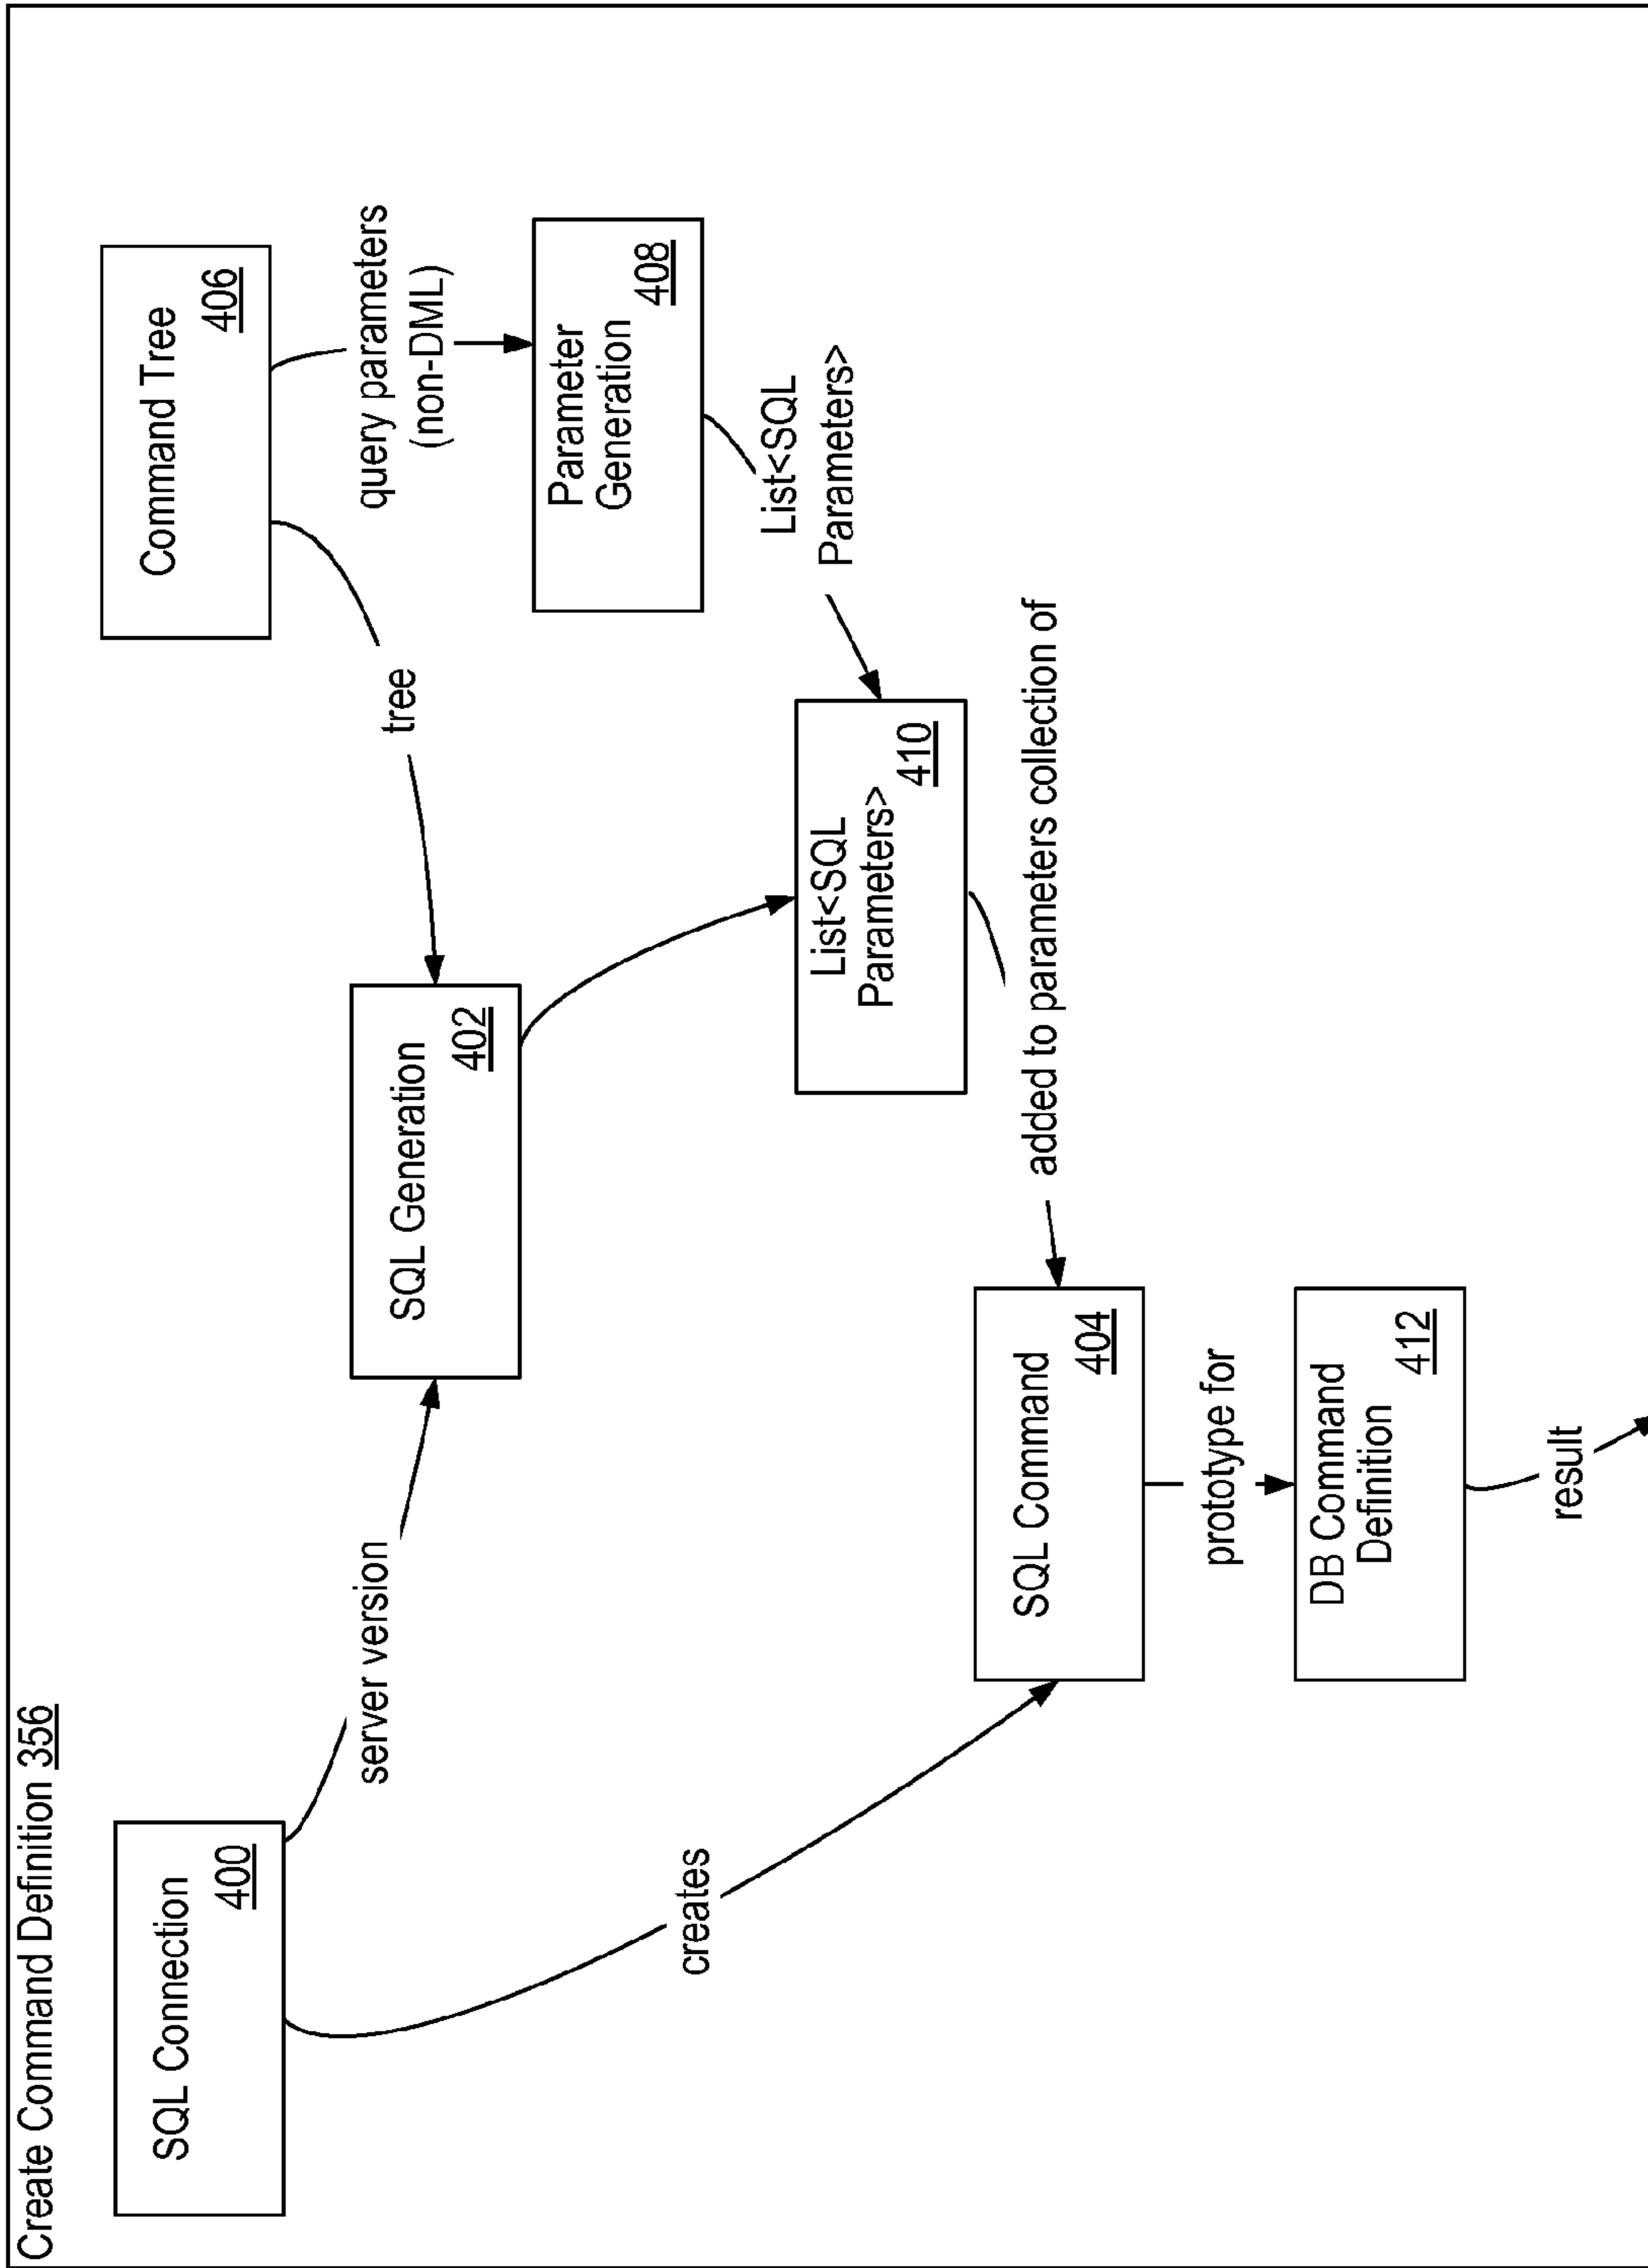 Create Command Definition 356
SQL Connection
400
Command Tree
406
server version
tree
query parameters
(non-DML)
SQL Generation
402
Parameter
Generation
408
creates
List<SQL
Parameters>
List<SQL
Parameters>
410
added to parameters collection of
SQL Command
404
prototype for
DB Command
Definition
412
result